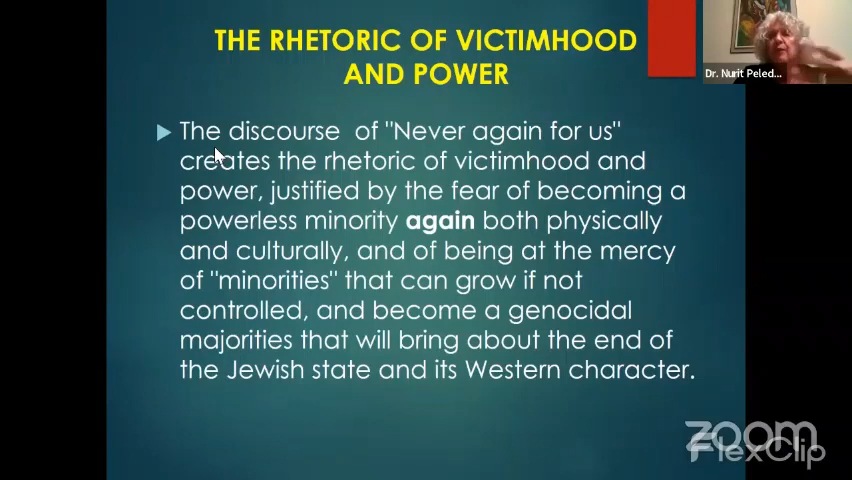 THE RHETORIC OF VICTIMHOOD
AND POWER
Dr. Nurit Peled...
The discourse of "Never again for us"
creates the rhetoric of victimhood and
power, justified by the fear of becoming a
powerless minority again both physically
and culturally, and of being at the mercy
of "minorities" that can grow if not
controlled, and become a genocidal
majorities that will bring about the end of
the Jewish state and its Western character.
zoom
FlexClip